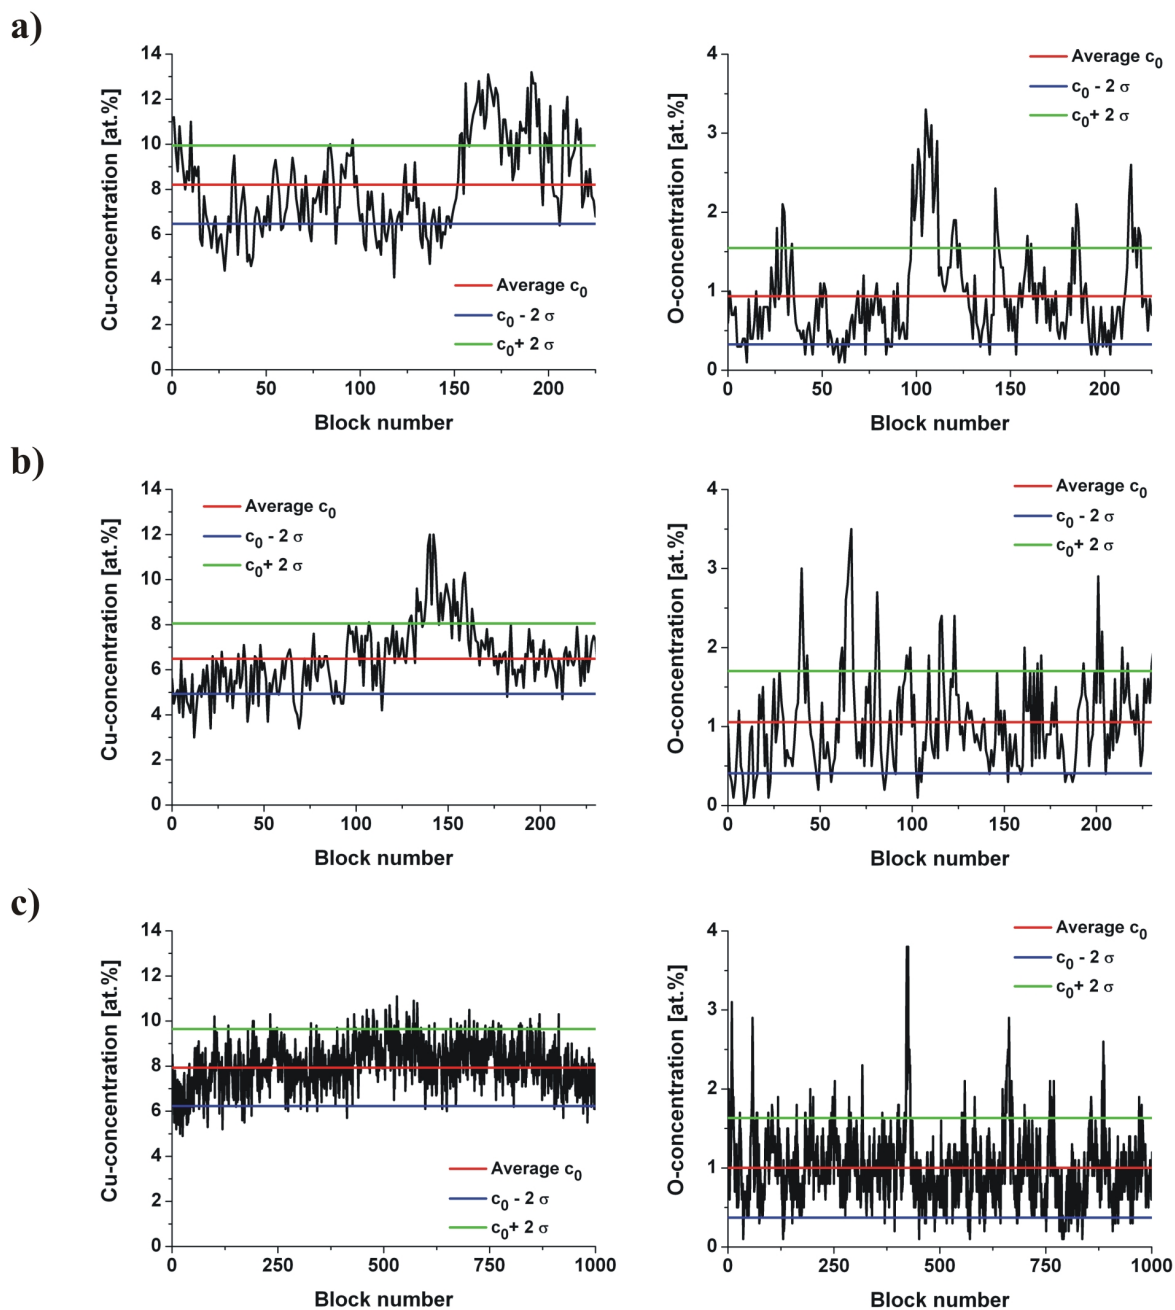 a)
Cu-concentration [at.%]
14
12
10
8
6
4
2
0
0 50 100 150 200
Block number
Average c0
c0 - 2 σ
c0+ 2 σ
O-concentration [at.%]
4
3
2
1
0
0 50 100 150 200
Block number
Average c0
c0 - 2 σ
c0+ 2 σ
b)
Cu-concentration [at.%]
14
12
10
8
6
4
2
0
0 50 100 150 200
Block number
Average c0
c0 - 2 σ
c0+ 2 σ
O-concentration [at.%]
4
3
2
1
0
0 50 100 150 200
Block number
Average c0
c0 - 2 σ
c0+ 2 σ
c)
Cu-concentration [at.%]
14
12
10
8
6
4
2
0
0 250 500 750 1000
Block number
Average c0
c0 - 2 σ
c0+ 2 σ
O-concentration [at.%]
4
3
2
1
0
0 250 500 750 1000
Block number
Average c0
c0 - 2 σ
c0+ 2 σ